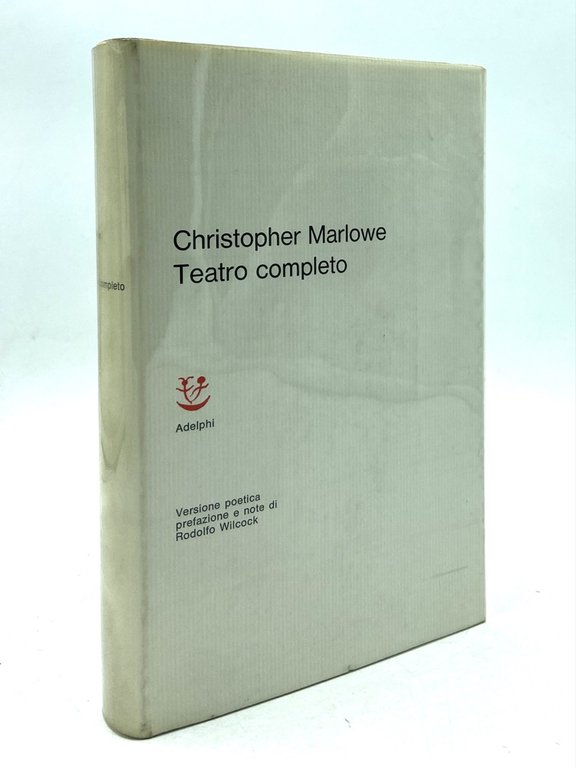 Christopher Marlowe
Teatro completo
Adelphi
Versione poetica
prefazione e note di
Rodolfo Wilcock
completo